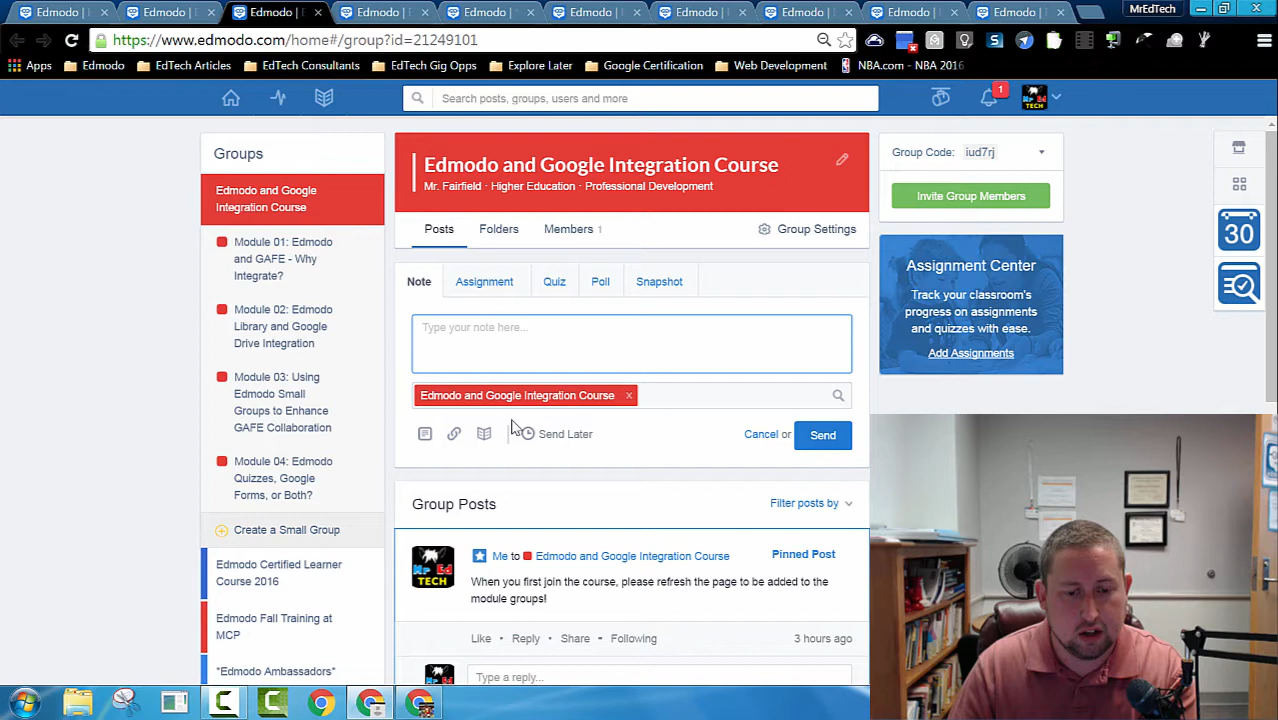 Edmodo | E
Edmodo |
Edmodo |
Edmodo | E
Edmodo | *
Edmodo | E
Edmodo | E
Edmodo |
Edmodo |
Edmodo | E
MrEdTech
https://www.edmodo.com/home#/group?id=21249101
Apps
Edmodo
EdTech Articles
EdTech Consultants
EdTech Gig Opps
Explore Later
Google Certification
Web Development
NBA.com - NBA 2016
Search posts, groups, users and more
1
Groups
Edmodo and Google
Integration Course
Module 01: Edmodo
and GAFE - Why
Integrate?
Module 02: Edmodo
Library and Google
Drive Integration
Module 03: Using
Edmodo Small
Groups to Enhance
GAFE Collaboration
Module 04: Edmodo
Quizzes, Google
Forms, or Both?
Create a Small Group
Edmodo Certified Learner
Course 2016
Edmodo Fall Training at
MCP
*Edmodo Ambassadors*
Edmodo and Google Integration Course
Mr. Fairfield · Higher Education · Professional Development
Posts
Folders
Members 1
Group Settings
Note
Assignment
Quiz
Poll
Snapshot
Type your note here...
Edmodo and Google Integration Course x
Send Later
Cancel or
Send
Group Posts
Filter posts by
Me to Edmodo and Google Integration Course
Pinned Post
When you first join the course, please refresh the page to be added to the
module groups!
Like • Reply • Share • Following
3 hours ago
Type a reply...
Group Code: iud7rj
Invite Group Members
Assignment Center
Track your classroom's
progress on assignments
and quizzes with ease.
Add Assignments
30